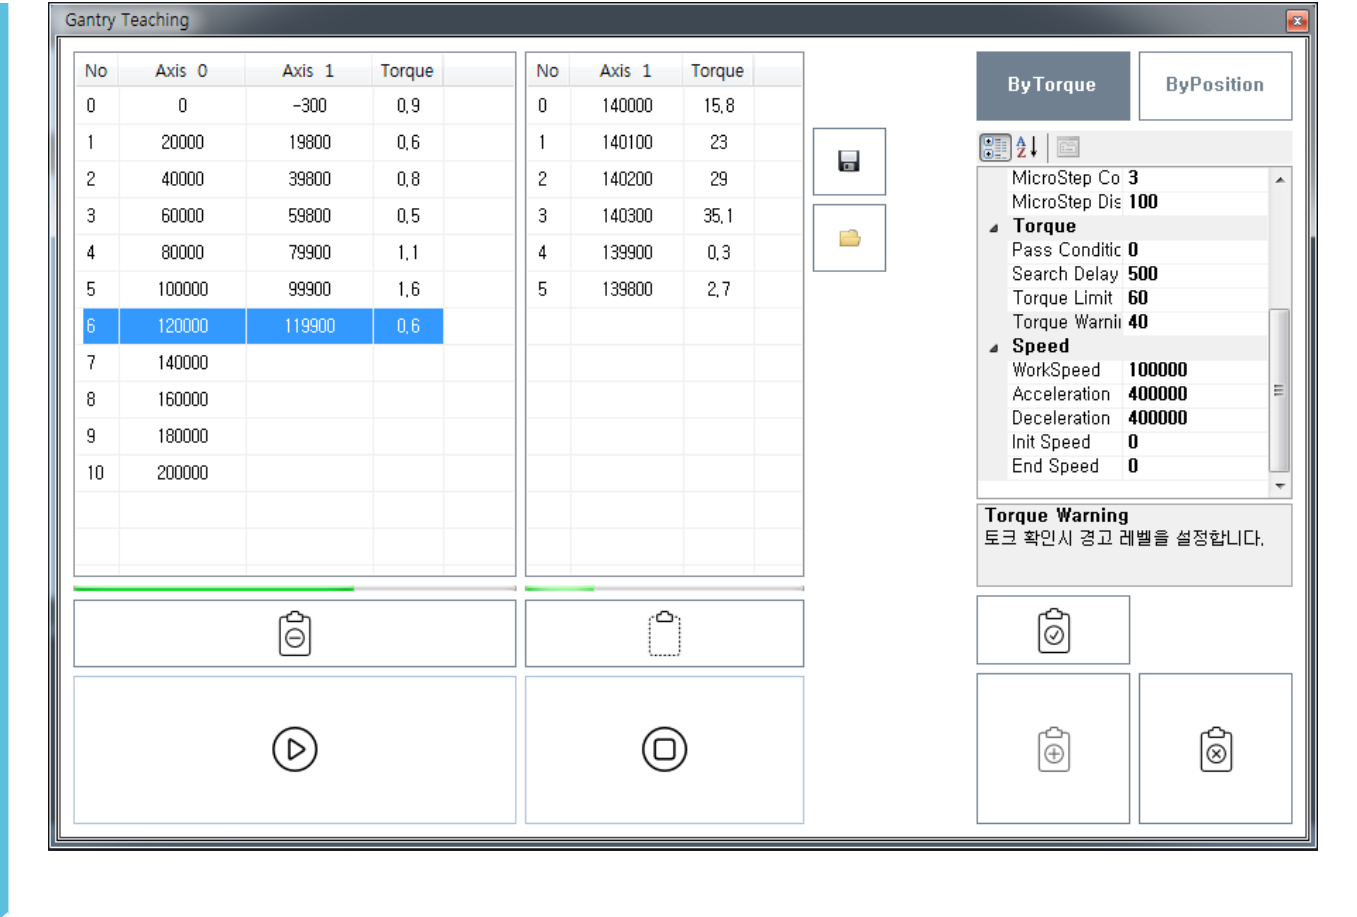 Gantry Teaching
No Axis 0 Axis 1 Torque
0 0 -300 0,9
1 20000 19800 0,6
2 40000 39800 0,8
3 60000 59800 0,5
4 80000 79900 1,1
5 100000 99900 1,6
6 120000 119900 0,6
7 140000
8 160000
9 180000
10 200000
No Axis 1 Torque
0 140000 15,8
1 140100 23
2 140200 29
3 140300 35,1
4 139900 0,3
5 139800 2,7
ByTorque ByPosition
MicroStep Co 3
MicroStep Dis 100
Torque
Pass Conditic 0
Search Delay 500
Torque Limit 60
Torque Warnii 40
Speed
WorkSpeed 100000
Acceleration 400000
Deceleration 400000
Init Speed 0
End Speed 0
Torque Warning
토크 확인시 경고 레벨을 설정합니다.